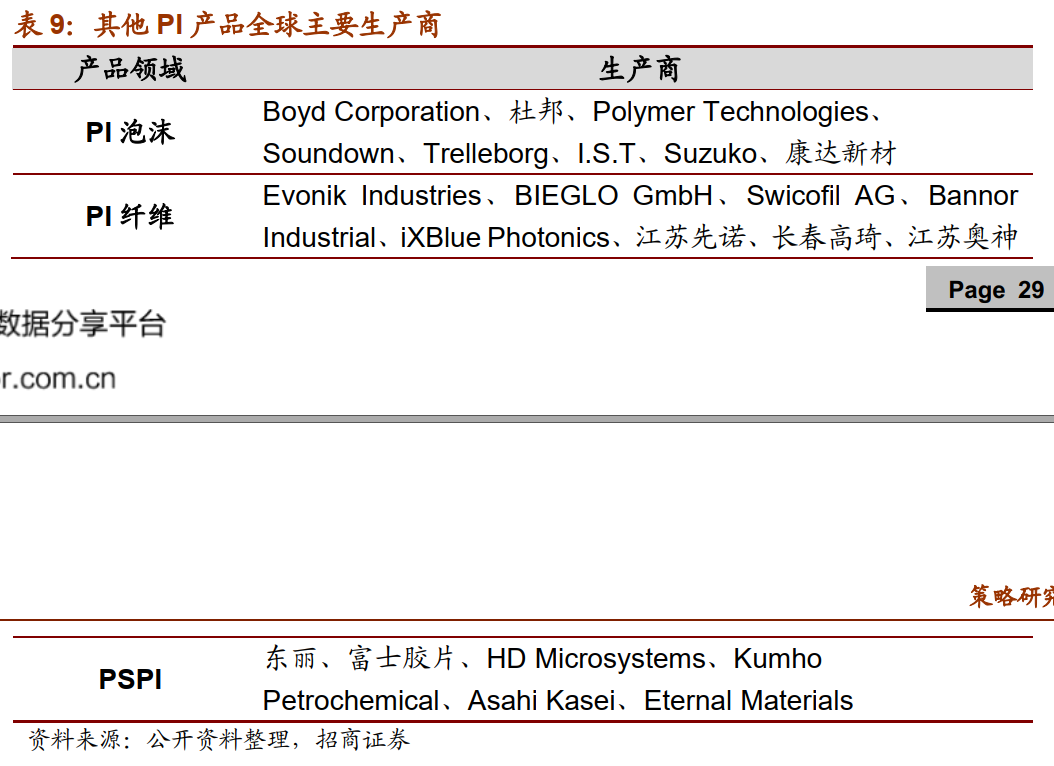 表 9：其他 PI 产品全球主要生产商
产品领域 生产商
PI 泡沫
Boyd Corporation、杜邦、Polymer Technologies、
Soundown、Trelleborg、I.S.T、Suzuko、康达新材
PI 纤维
Evonik Industries、BIEGLO GmbH、Swicofil AG、Bannor
Industrial、iXBlue Photonics、江苏先诺、长春高琦、江苏奥神
Page 29
数据分享平台
r.com.cn
策略研究
PSPI
东丽、富士胶片、HD Microsystems、Kumho
Petrochemical、Asahi Kasei、Eternal Materials
资料来源：公开资料整理，招商证券